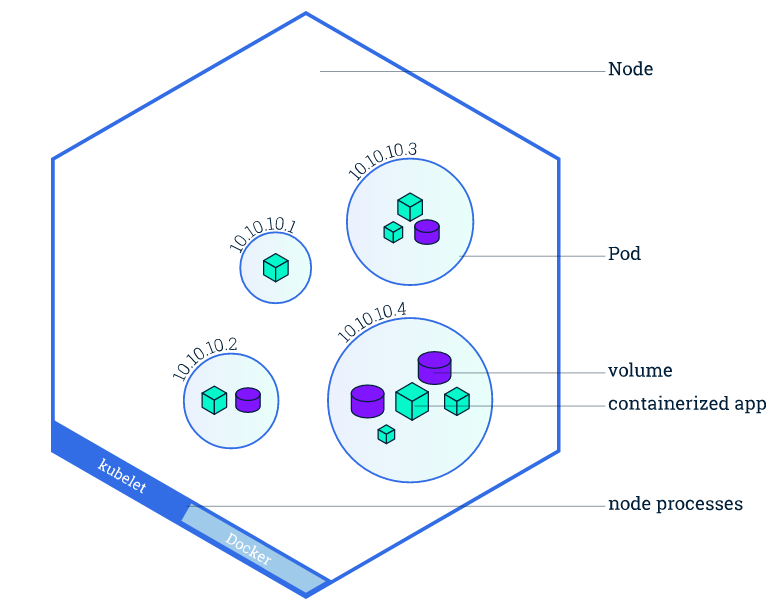 Node
10.10.10.3
10.10.10.1
Pod
10.10.10.4
10.10.10.2
volume
containerized app
kubelet
node processes
Docker